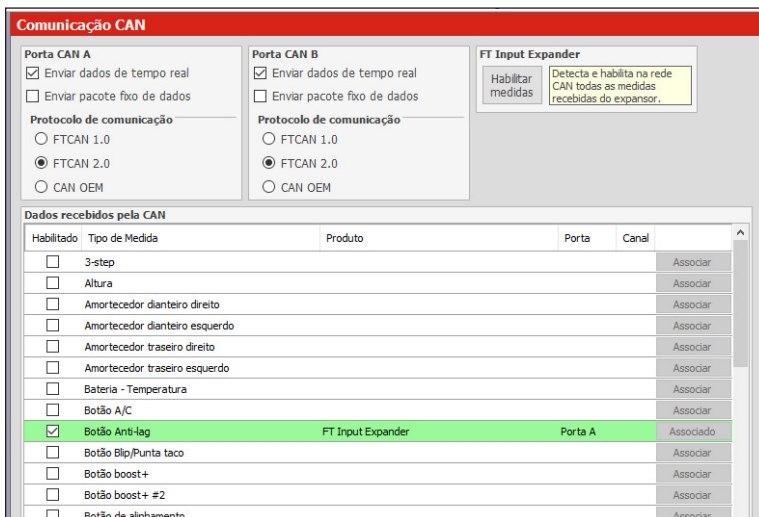 Comunicação CAN
Porta CAN A
Enviar dados de tempo real
Enviar pacote fixo de dados
Protocolo de comunicação
FTCAN 1.0
FTCAN 2.0
CAN OEM
Porta CAN B
Enviar dados de tempo real
Enviar pacote fixo de dados
Protocolo de comunicação
FTCAN 1.0
FTCAN 2.0
CAN OEM
FT Input Expander
Habilitar
medidas
Detecta e habilita na rede
CAN todas as medidas
recebidas do expansor.
Dados recebidos pela CAN
Habilitado Tipo de Medida Produto Porta Canal
3-step Associar
Altura Associar
Amortecedor dianteiro direito Associar
Amortecedor dianteiro esquerdo Associar
Amortecedor traseiro direito Associar
Amortecedor traseiro esquerdo Associar
Bateria - Temperatura Associar
Botão A/C Associar
Botão Anti-lag FT Input Expander Porta A Associado
Botão Blip/Punta taco Associar
Botão boost+ Associar
Botão boost+ #2 Associar
Botão de alinhamento Associar